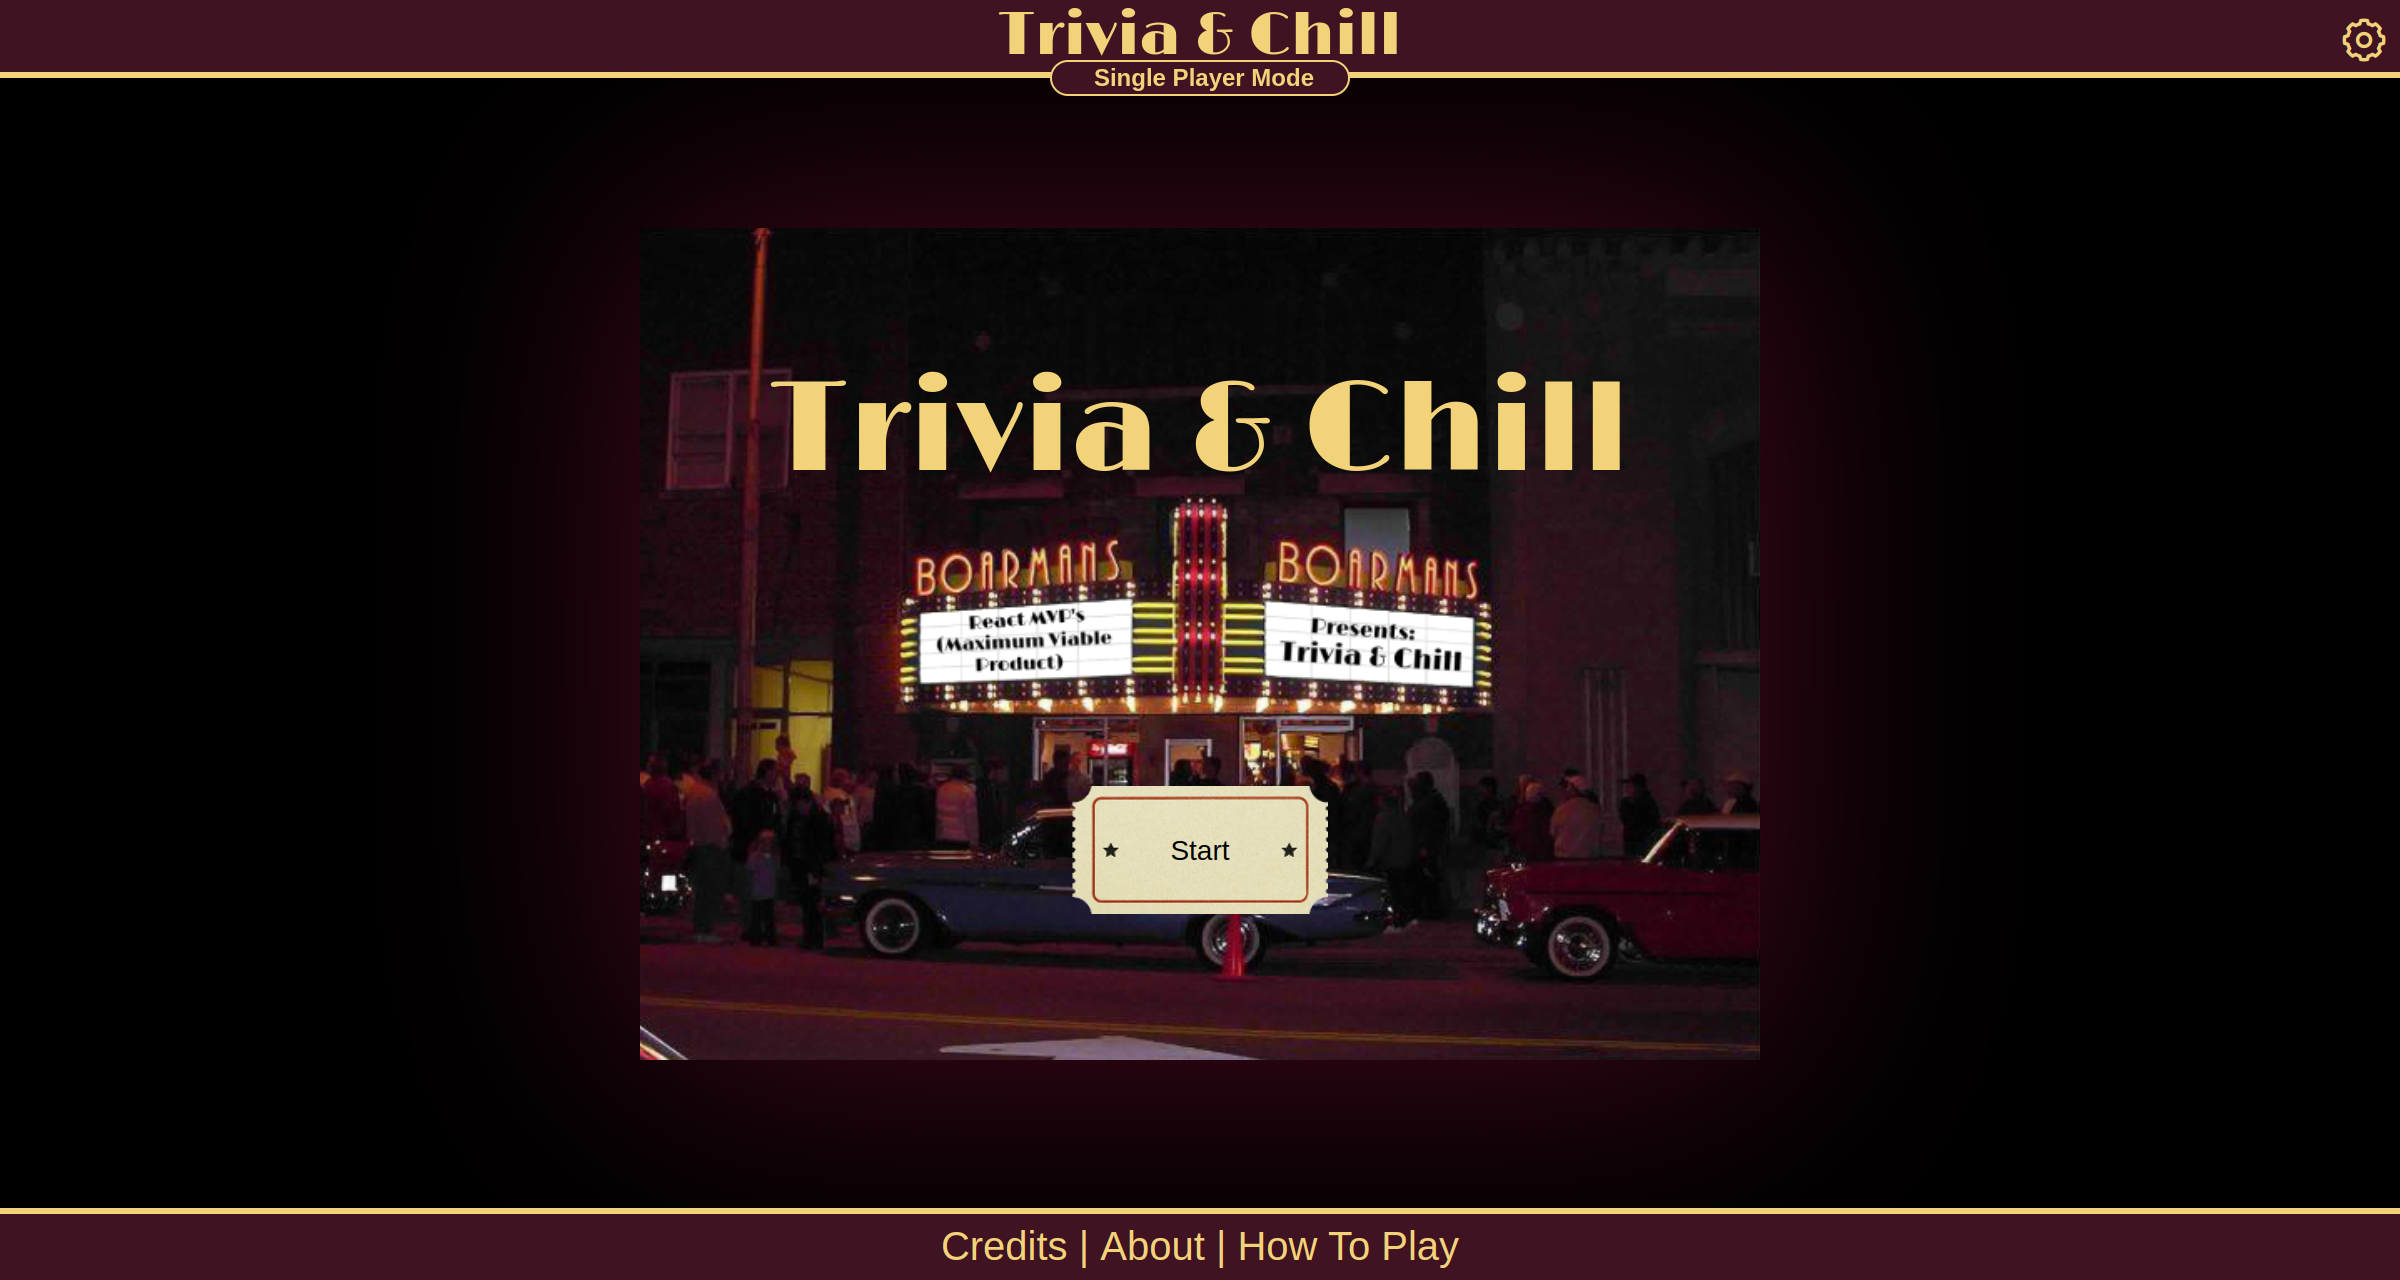 Trivia & Chill
Single Player Mode
Trivia & Chill
BOARMANS
BOARMANS
React MVP's
(Maximum Viable
Product)
Presents:
Trivia & Chill
Start
Credits | About | How To Play